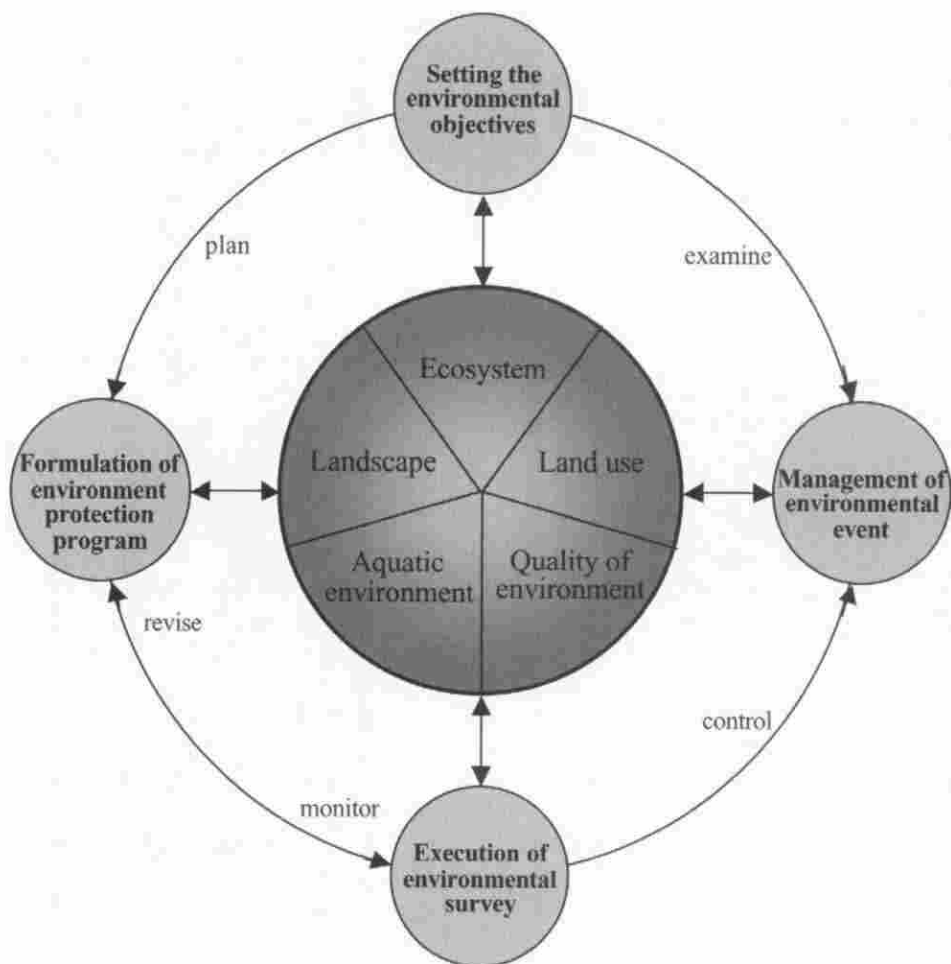 Setting the
environmental
objectives
plan
examine
Ecosystem
Landscape
Land use
Formulation of
environment
protection
program
Management of
environmental
event
Aquatic
environment
Quality of
environment
revise
control
monitor
Execution of
environmental
survey